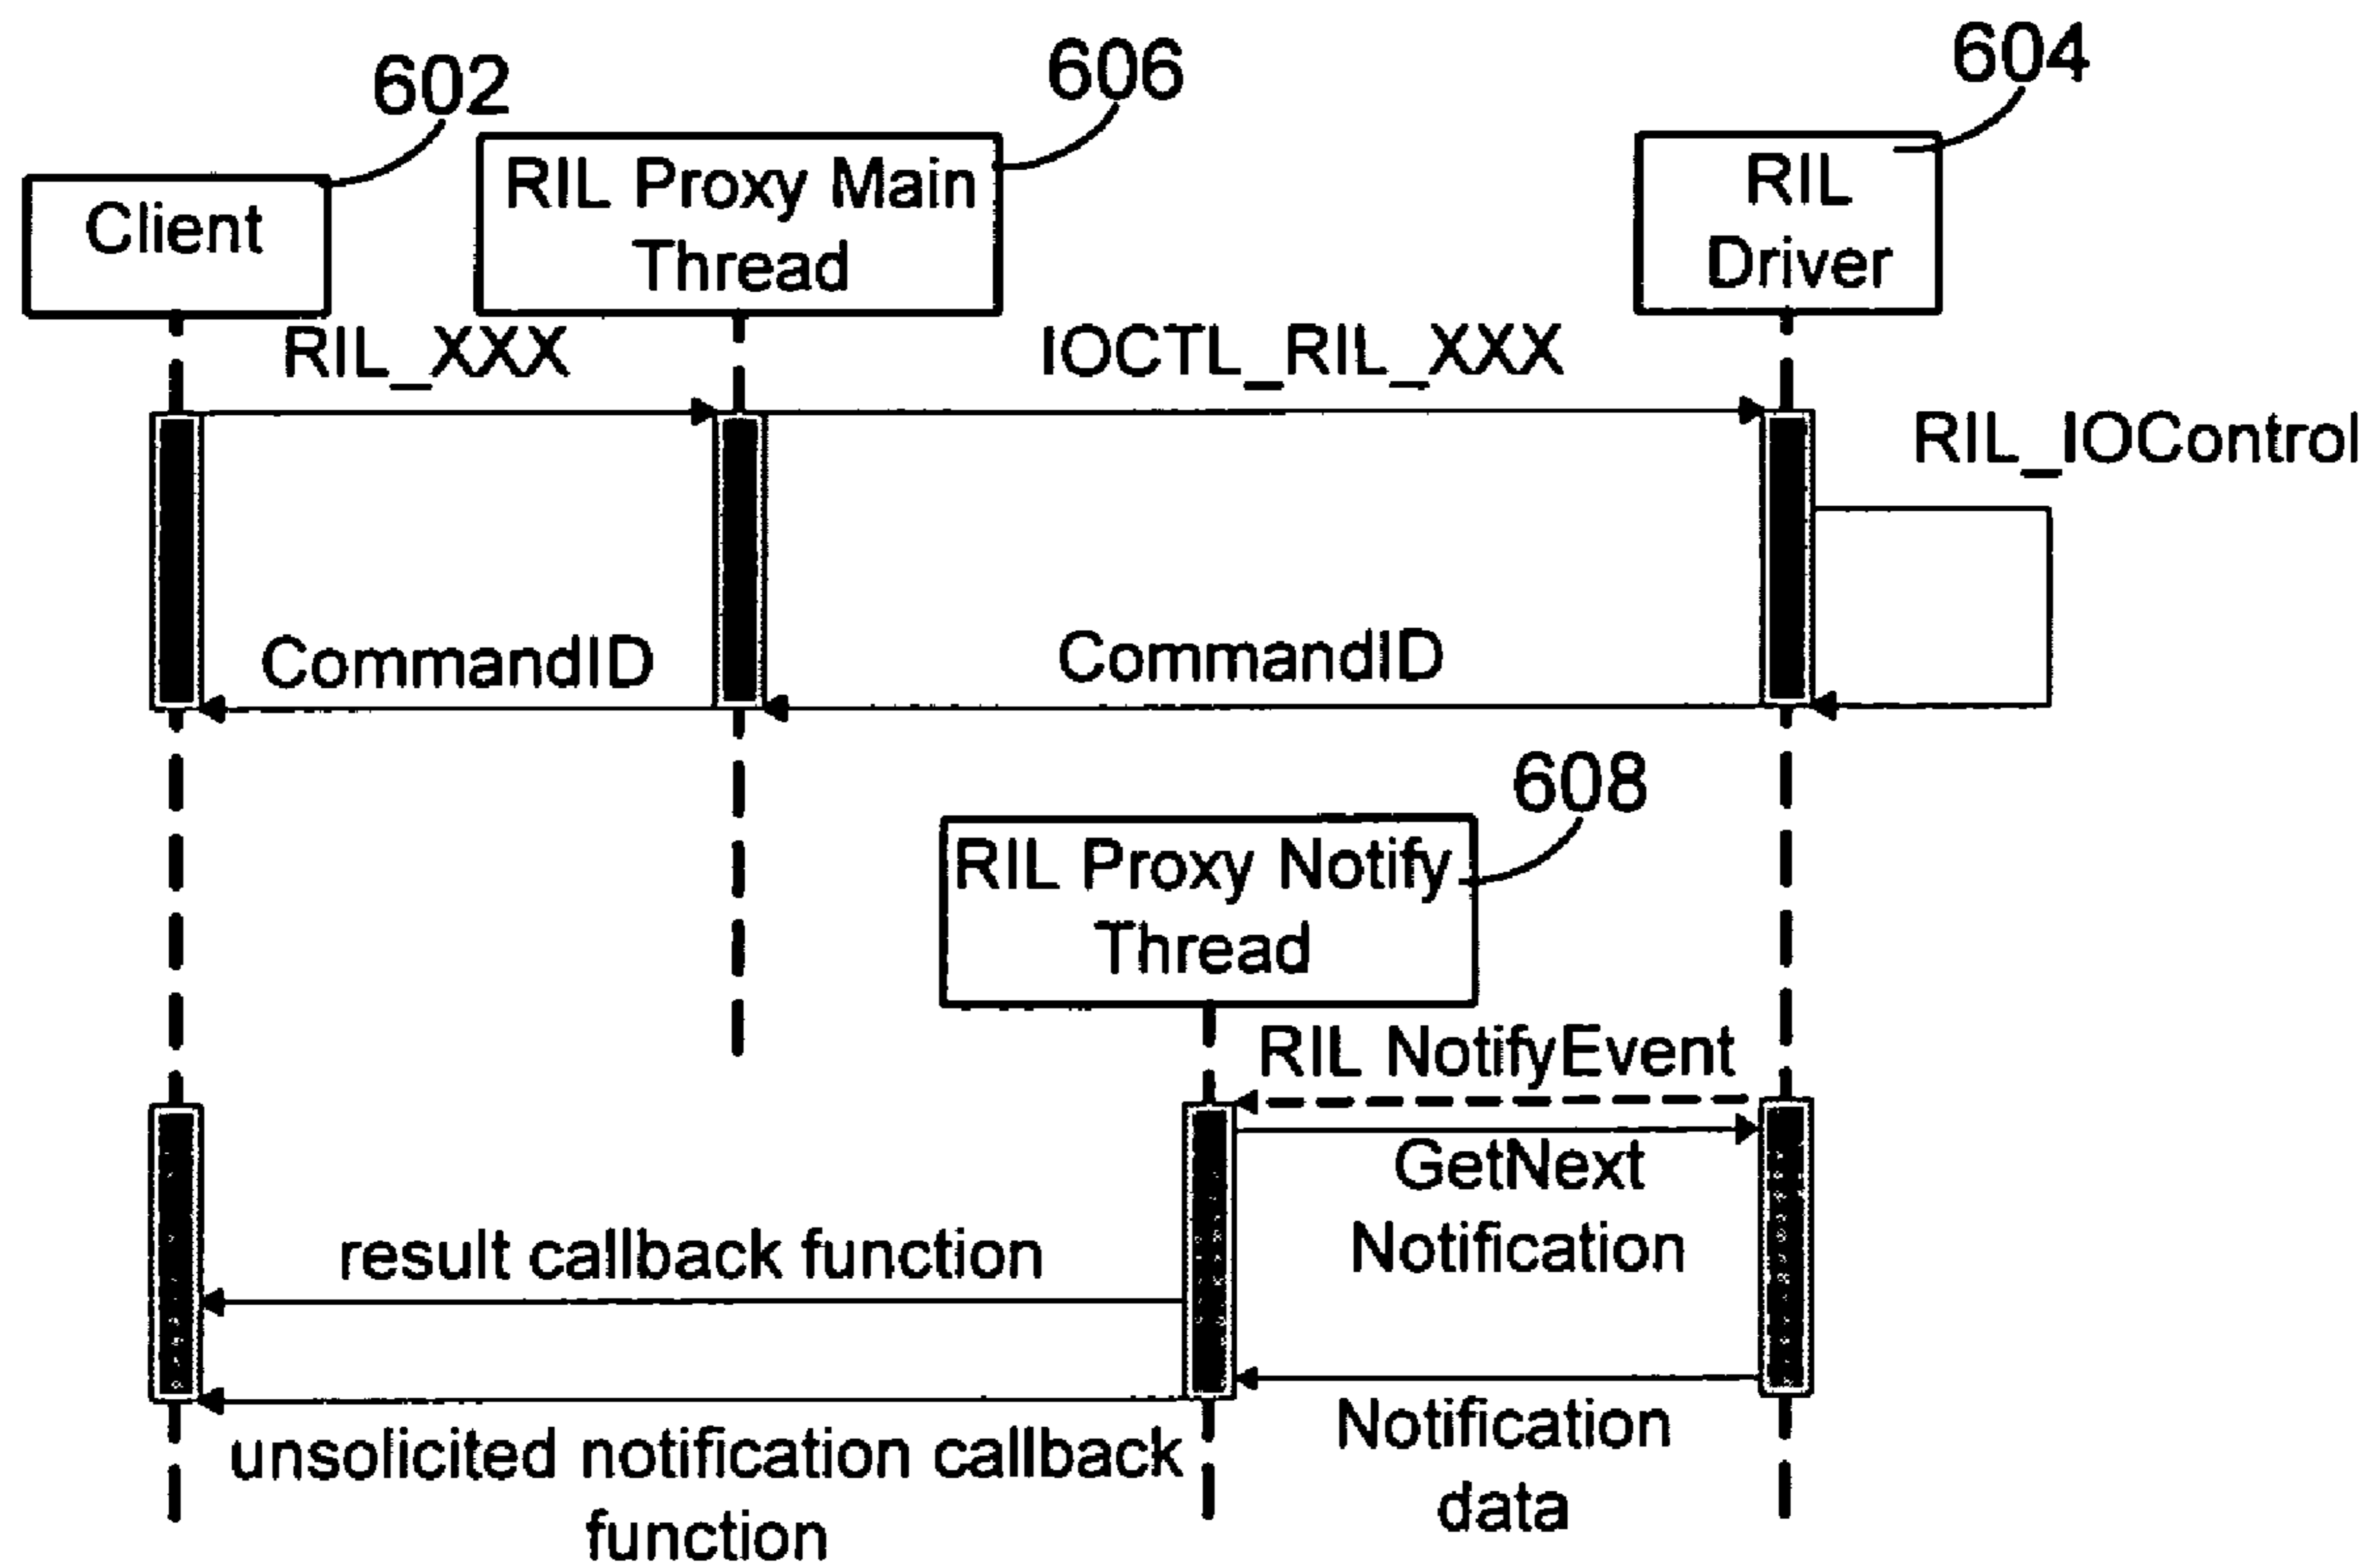 602
606
604
Client
RIL Proxy Main
Thread
RIL
Driver
RIL_XXX
IOCTL_RIL_XXX
RIL_IOControl
CommandID
CommandID
608
RIL Proxy Notify
Thread
RIL NotifyEvent
GetNext
Notification
result callback function
unsolicited notification callback
function
Notification
data